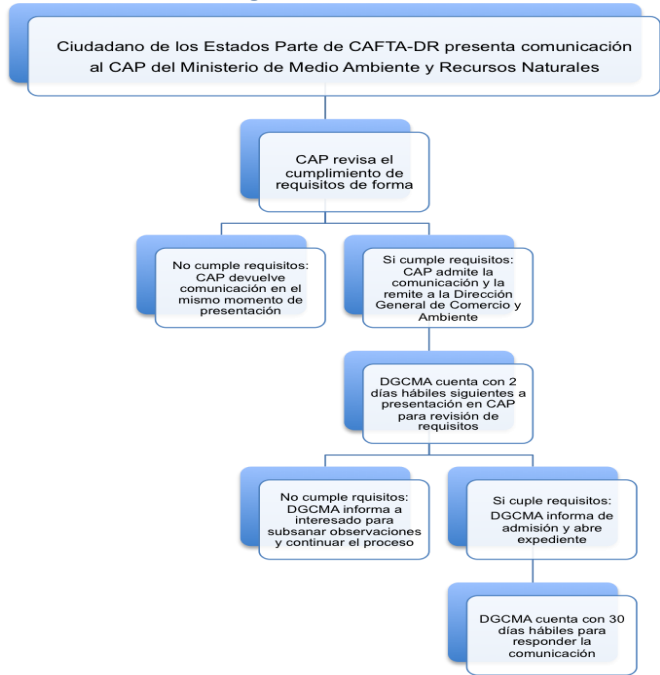 Ciudadano de los Estados Parte de CAFTA-DR presenta comunicación
al CAP del Ministerio de Medio Ambiente y Recursos Naturales
CAP revisa el
cumplimiento de
requisitos de forma
No cumple requisitos:
CAP devuelve
comunicación en el
mismo momento de
presentación
Si cumple requisitos:
CAP admite la
comunicación y la
remite a la Dirección
General de Comercio y
Ambiente
DGCMA cuenta con 2
días hábiles siguientes a
presentación en CAP
para revisión de
requisitos
No cumple rquisitos:
DGCMA informa a
interesado para
subsanar observaciones
y continuar el proceso
Si cuple requisitos:
DGCMA informa de
admisión y abre
expediente
DGCMA cuenta con 30
días hábiles para
responder la
comunicación